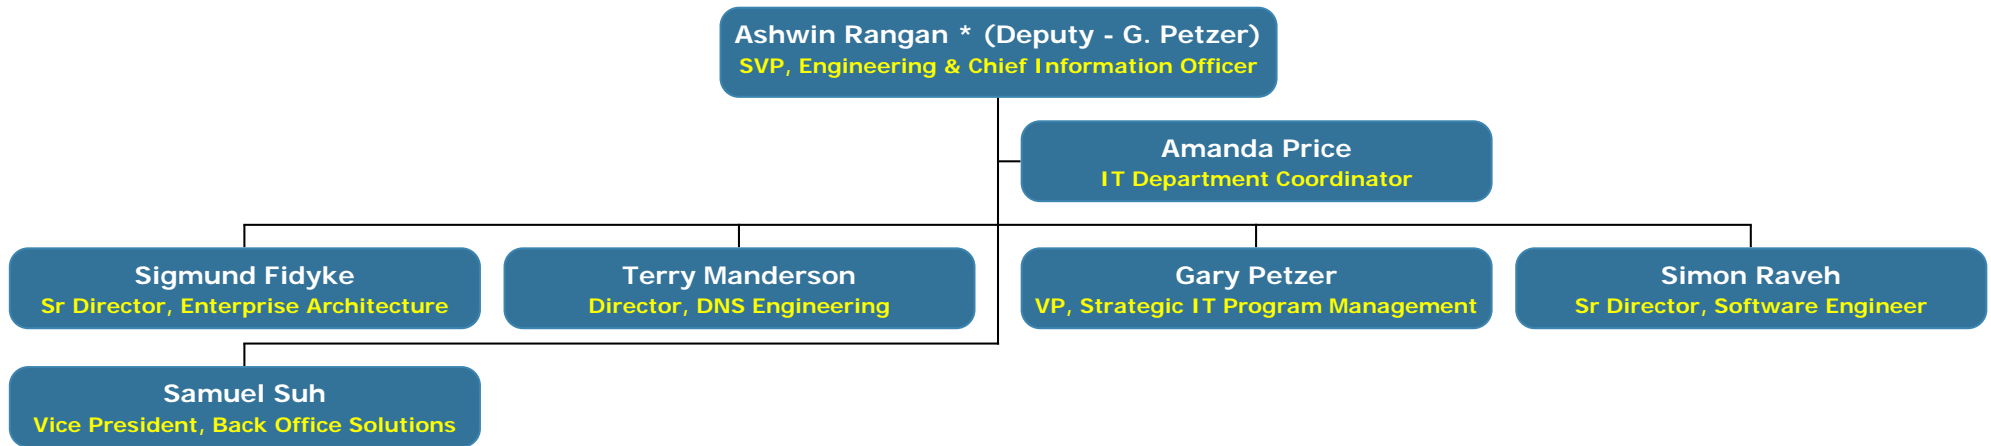 Ashwin Rangan * (Deputy - G. Petzer)
SVP, Engineering & Chief Information Officer
Amanda Price
IT Department Coordinator
Sigmund Fidyke
Sr Director, Enterprise Architecture
Terry Manderson
Director, DNS Engineering
Gary Petzer
VP, Strategic IT Program Management
Simon Raveh
Sr Director, Software Engineer
Samuel Suh
Vice President, Back Office Solutions